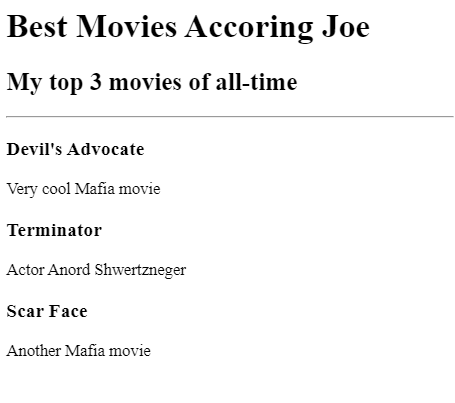 Best Movies Accoring Joe
My top 3 movies of all-time
Devil's Advocate
Very cool Mafia movie
Terminator
Actor Anord Shwertzneger
Scar Face
Another Mafia movie